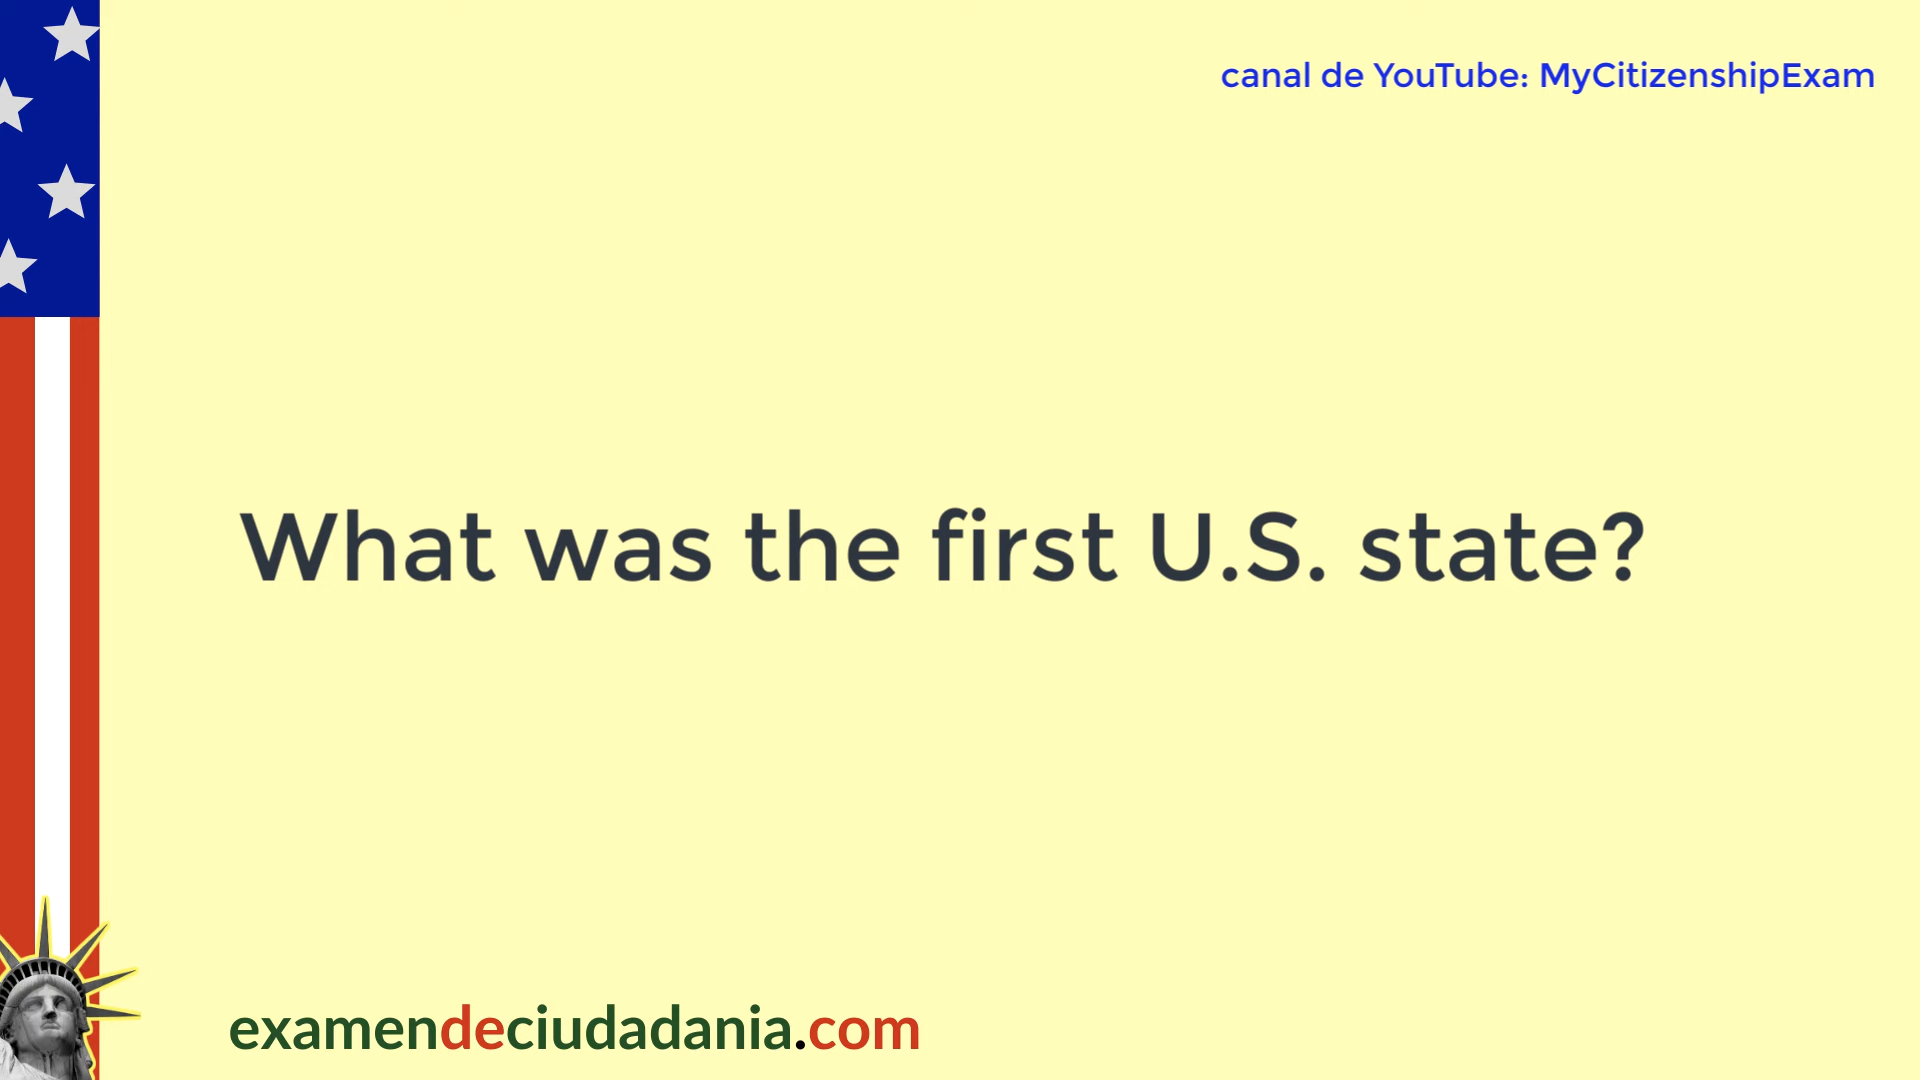 canal de YouTube: MyCitizenshipExam
What was the first U.S. state?
examendeciudadania.com